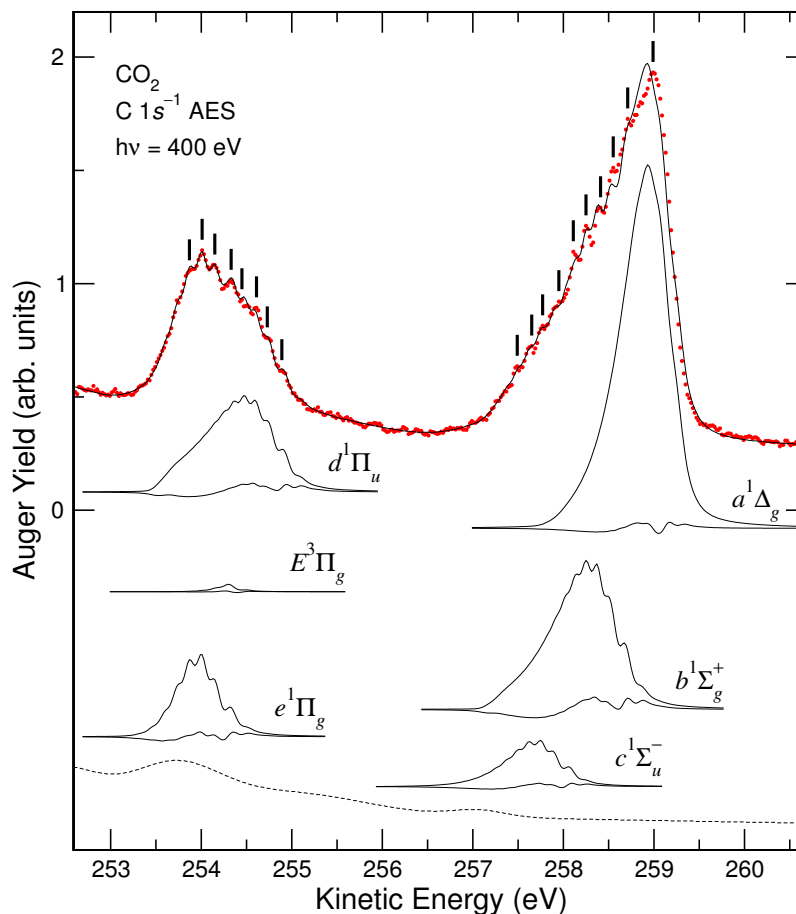 2
CO₂
C 1s⁻¹ AES
hν = 400 eV
1
0
Auger Yield (arb. units)
d¹Πᵤ
a¹Δg
E³Πg
b¹Σg⁺
e¹Πg
c¹Σᵤ⁻
253 254 255 256 257 258 259 260
Kinetic Energy (eV)